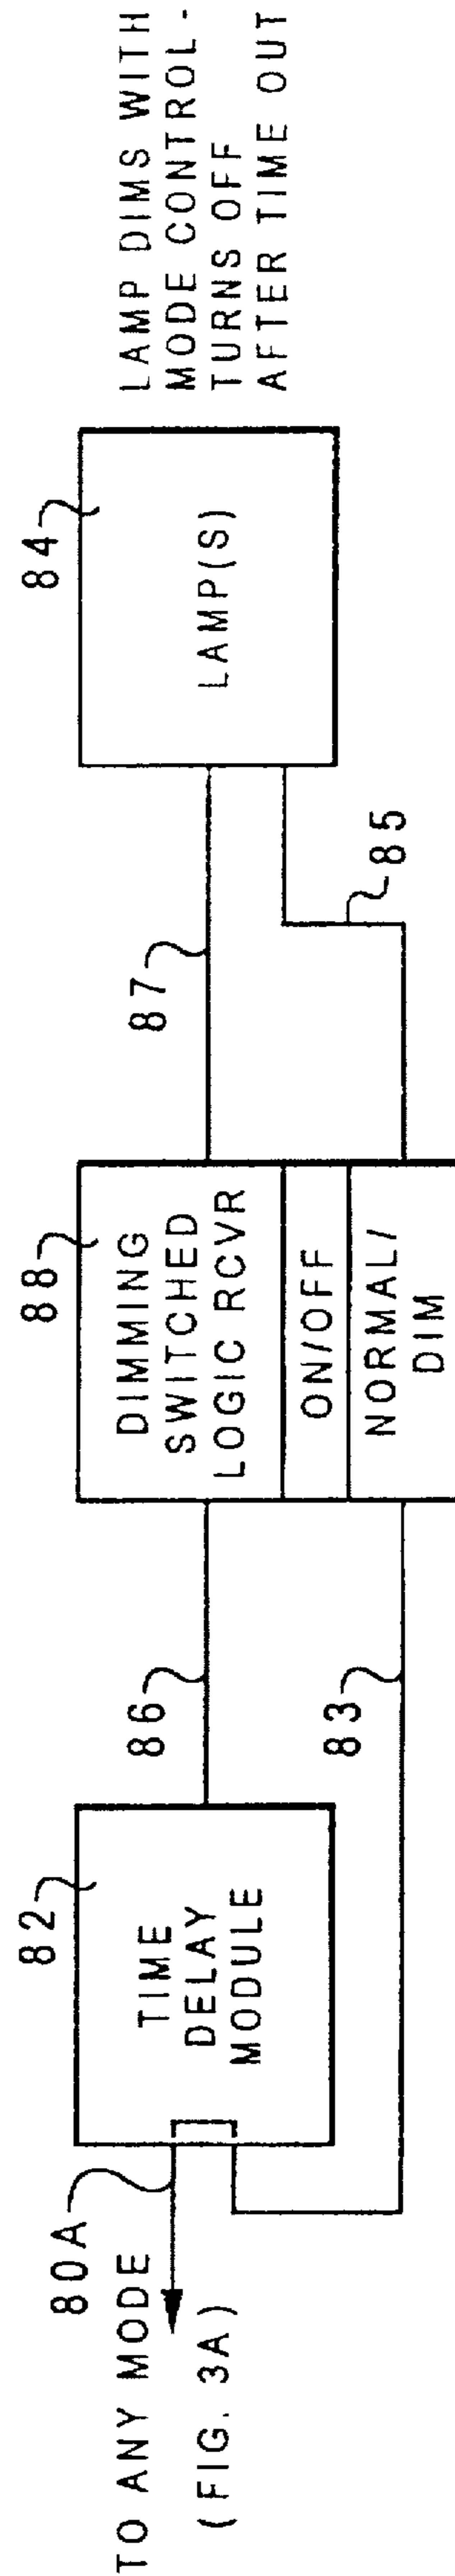 80A
TO ANY MODE
(FIG. 3A)
82
TIME
DELAY
MODULE
86
83
88
DIMMING
SWITCHED
LOGIC RCVR
ON/OFF
NORMAL/
DIM
87
85
84
LAMP(S)
LAMP DIMS WITH
MODE CONTROL-
TURNS OFF
AFTER TIME OUT